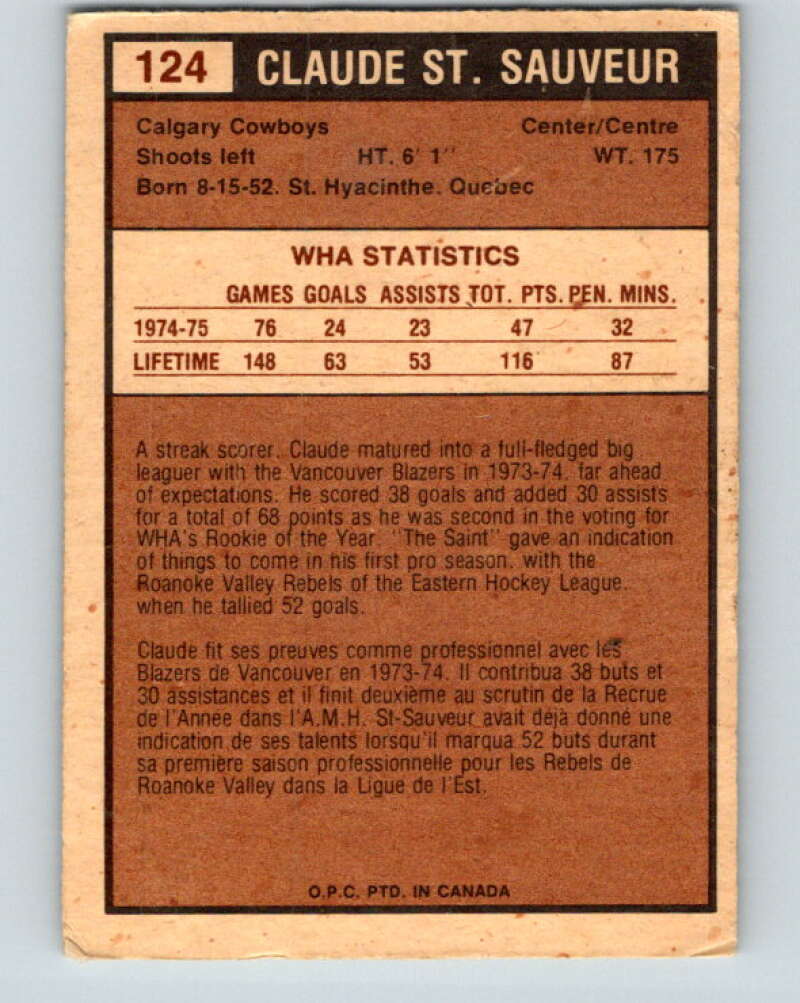 124 CLAUDE ST. SAUVEUR
Calgary Cowboys Center/Centre
Shoots left HT. 6' 1" WT. 175
Born 8-15-52. St. Hyacinthe. Quebec
WHA STATISTICS
GAMES GOALS ASSISTS TOT. PTS. PEN. MINS.
1974-75 76 24 23 47 32
LIFETIME 148 63 53 116 87
A streak scorer. Claude matured into a full-fledged big
leaguer with the Vancouver Blazers in 1973-74. far ahead
of expectations. He scored 38 goals and added 30 assists
for a total of 68 points as he was second in the voting for
WHA's Rookie of the Year. "The Saint" gave an indication
of things to come in his first pro season. with the
Roanoke Valley Rebels of the Eastern Hockey League.
when he tallied 52 goals.
Claude fit ses preuves comme professionnel avec les
Blazers de Vancouver en 1973-74. Il contribua 38 buts et
30 assistances et il finit deuxième au scrutin de la Recrue
de l'Annee dans l'A.M.H. St-Sauveur avait déjà donné une
indication de ses talents lorsqu'il marqua 52 buts durant
sa première saison professionnelle pour les Rebels de
Roanoke Valley dans la Ligue de l'Est.
O.P.C. PTD. IN CANADA